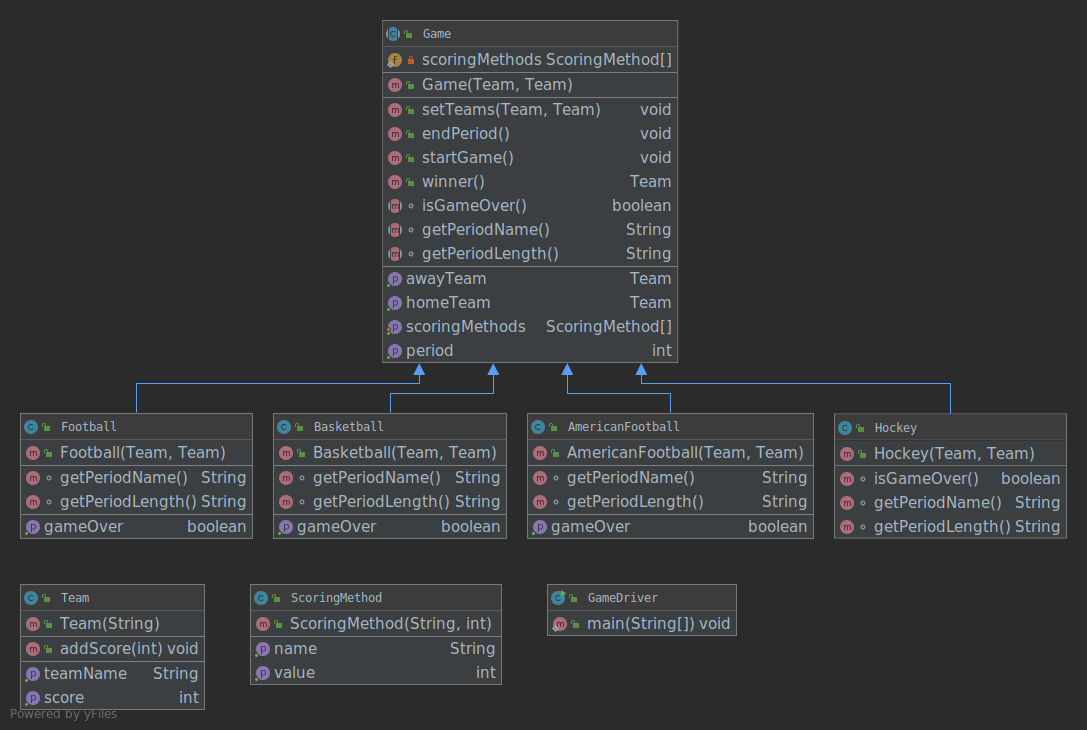 Game
scoringMethods ScoringMethod[]
Game(Team, Team)
setTeams(Team, Team) void
endPeriod() void
startGame() void
winner() Team
isGameOver() boolean
getPeriodName() String
getPeriodLength() String
awayTeam Team
homeTeam Team
scoringMethods ScoringMethod[]
period int
Football
Football(Team, Team)
getPeriodName() String
getPeriodLength() String
gameOver boolean
Basketball
Basketball(Team, Team)
getPeriodName() String
getPeriodLength() String
gameOver boolean
AmericanFootball
AmericanFootball(Team, Team)
getPeriodName() String
getPeriodLength() String
gameOver boolean
Hockey
Hockey(Team, Team)
isGameOver() boolean
getPeriodName() String
getPeriodLength() String
Team
Team(String)
addScore(int) void
teamName String
score int
ScoringMethod
ScoringMethod(String, int)
name String
value int
GameDriver
main(String[]) void
Powered by yFiles